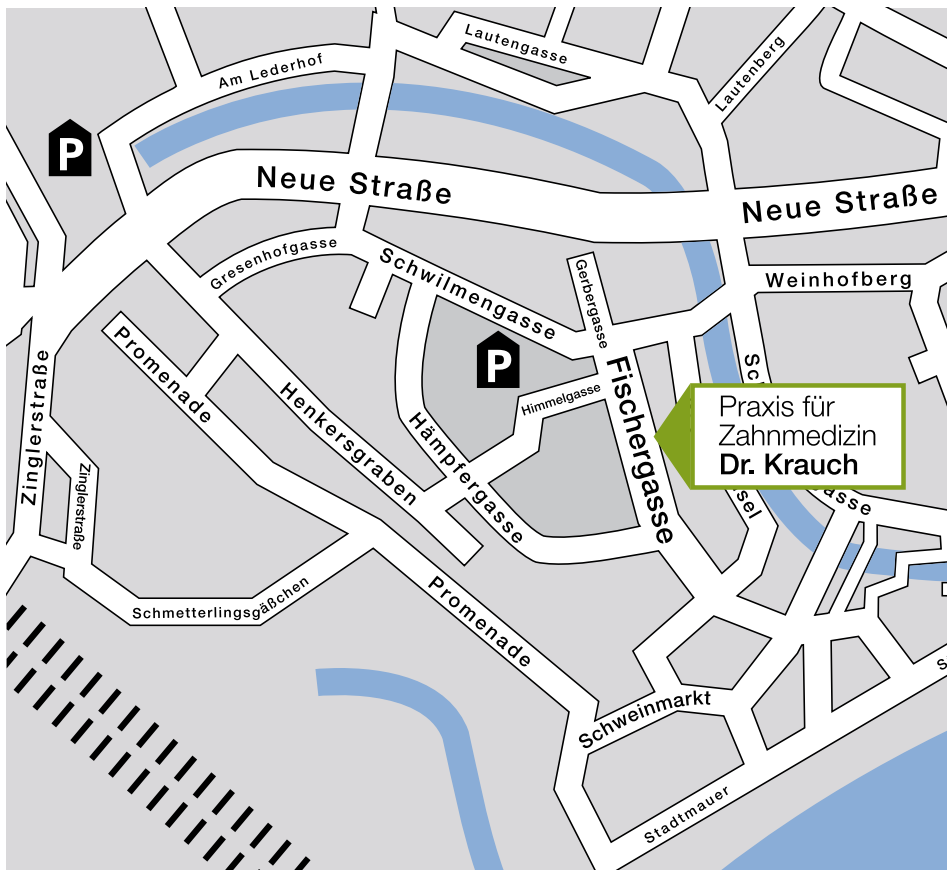 Lautengasse
Am Lederhof
Lautenberg
P
Neue Straße
Neue Straße
Gresenhofgasse
Schwilmengasse
Gerbergasse
Weinhofberg
Promenade
P
Zinglerstraße
Henkersgraben
Himmelgasse
Fischergasse
Hämpfergasse
Praxis für
Zahnmedizin
Dr. Krauch
Zinglerstraße
Schmetterlingsgäßchen
Promenade
Schweinmarkt
Stadtmauer